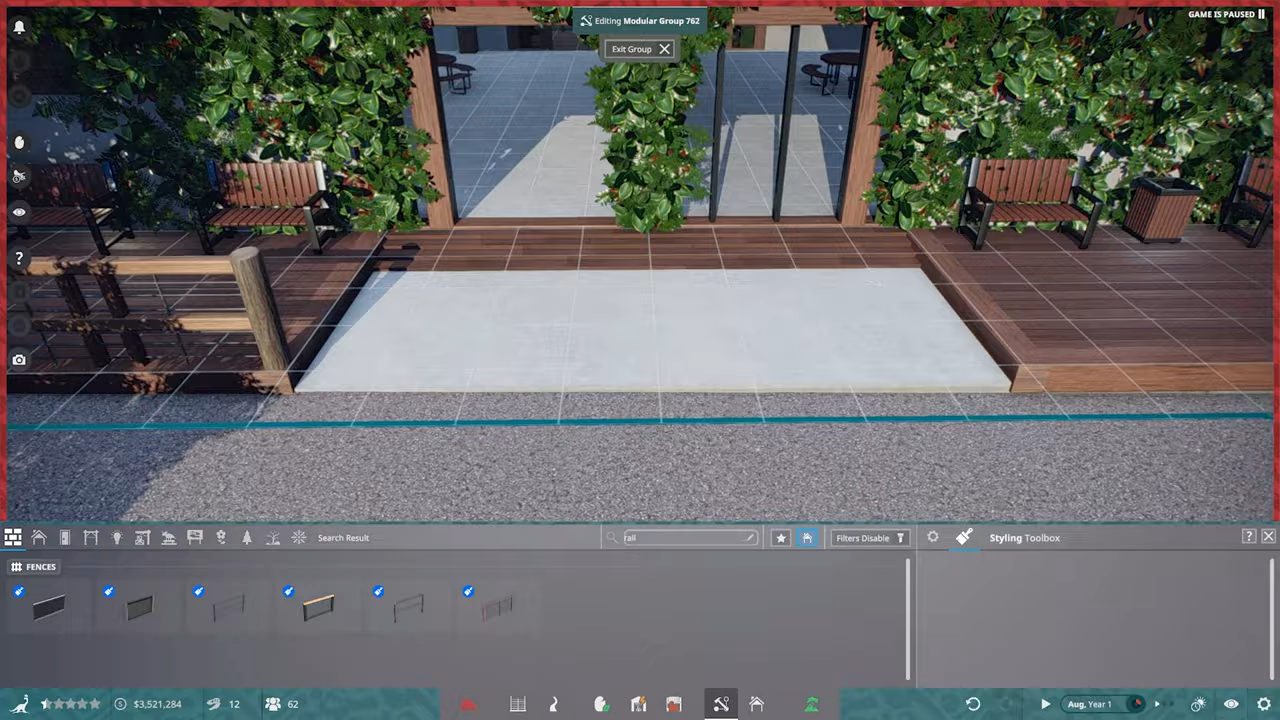 Editing Modular Group 762
GAME IS PAUSED
Exit Group
?
Search Result
rail
Filters Disable
Styling Toolbox
?
FENCES
$3,521,284
12
62
Aug, Year 1